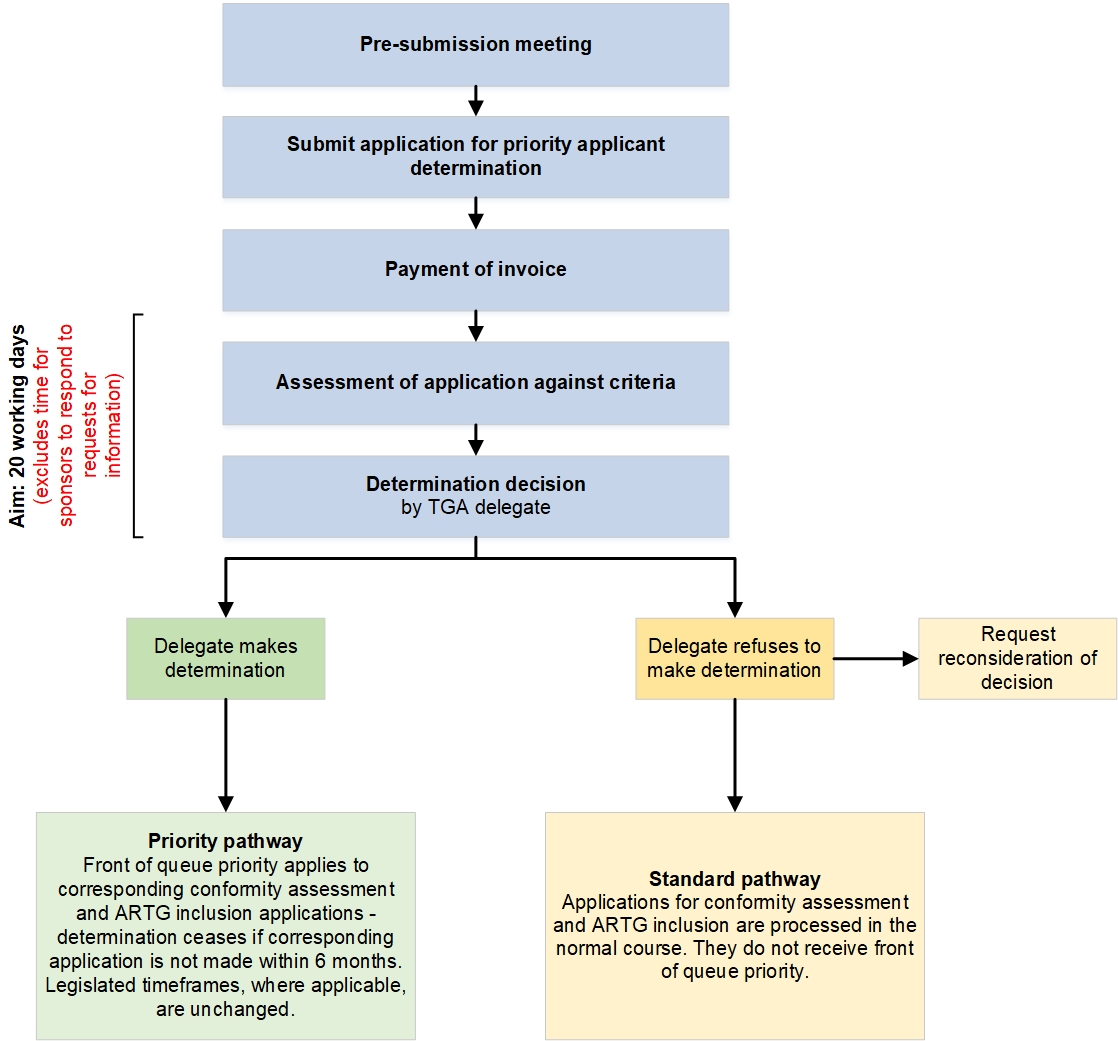 Pre-submission meeting
Submit application for priority applicant
determination
Payment of invoice
Aim: 20 working days
(excludes time for
sponsors to respond to
requests for
information)
Assessment of application against criteria
Determination decision
by TGA delegate
Delegate makes
determination
Delegate refuses to
make determination
Request
reconsideration of
decision
Priority pathway
Front of queue priority applies to
corresponding conformity assessment
and ARTG inclusion applications -
determination ceases if corresponding
application is not made within 6 months.
Legislated timeframes, where applicable,
are unchanged.
Standard pathway
Applications for conformity assessment
and ARTG inclusion are processed in the
normal course. They do not receive front
of queue priority.